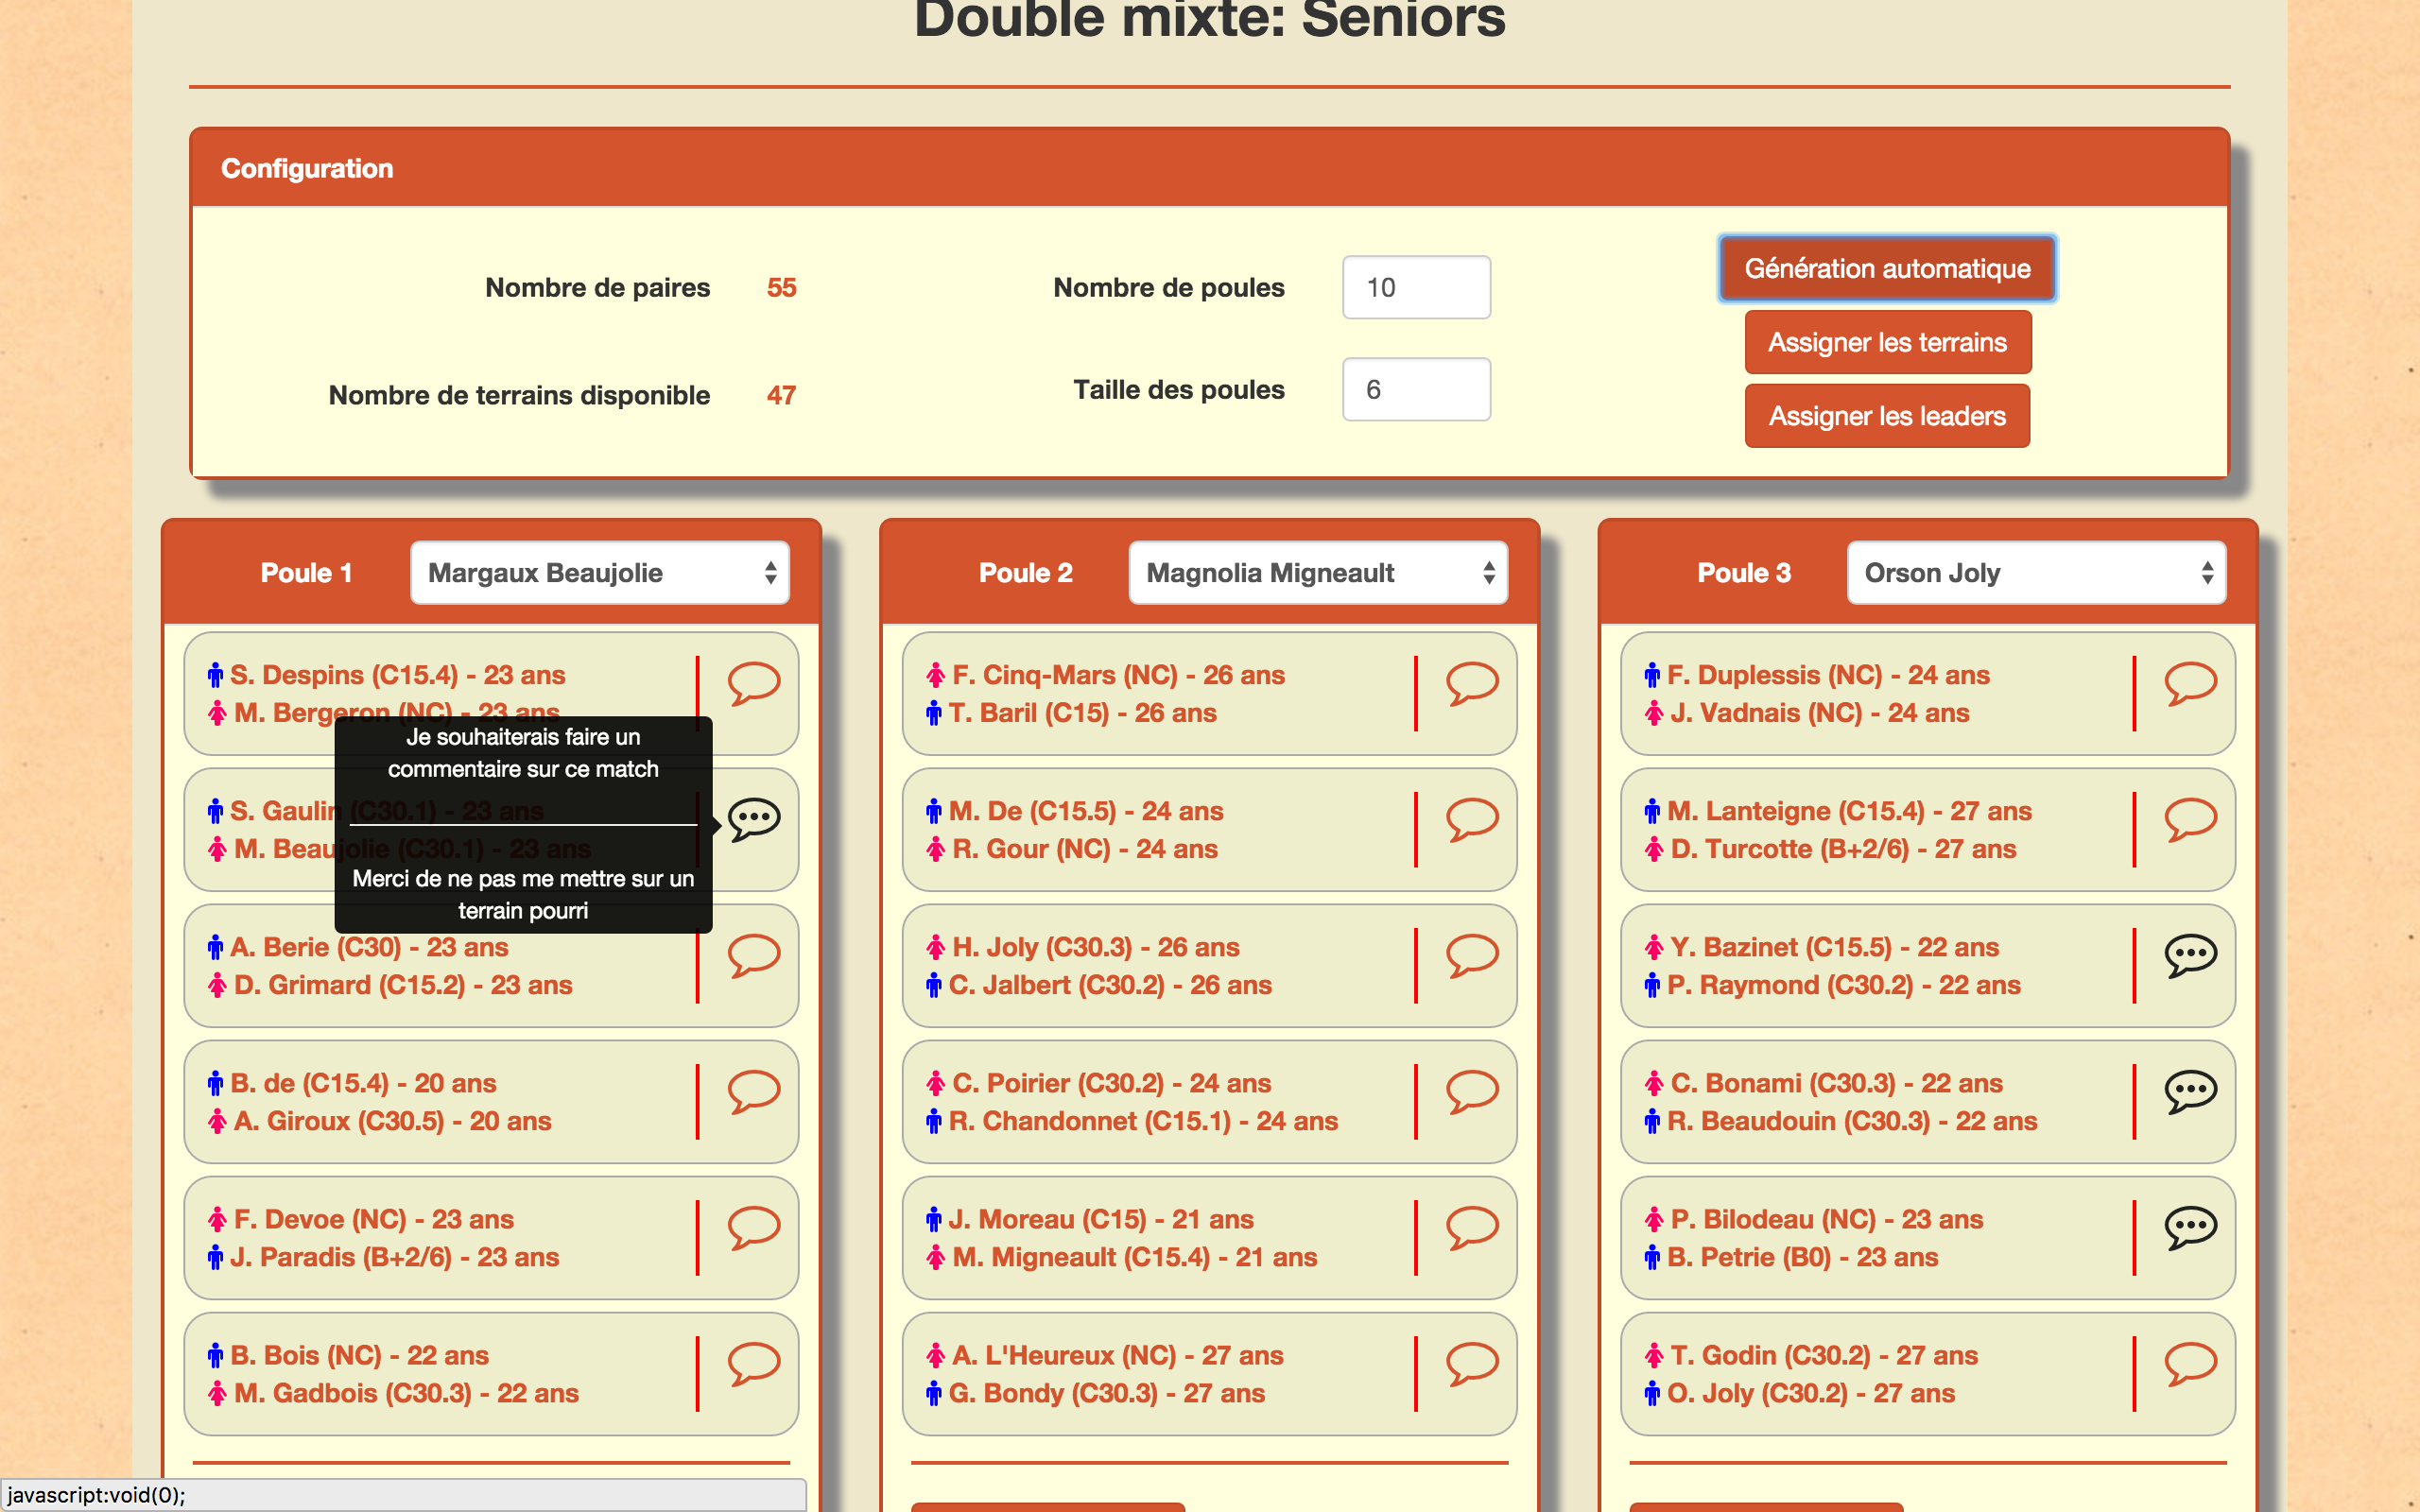 Double mixte: Seniors
Configuration
Nombre de paires 55
Nombre de poules 10
Génération automatique
Assigner les terrains
Nombre de terrains disponible 47
Taille des poules 6
Assigner les leaders
Poule 1 Margaux Beaujolie
S. Despins (C15.4) - 23 ans
M. Bergeron (NC) - 23 ans
Je souhaiterais faire un
commentaire sur ce match
S. Gaulin (C30.1) - 23 ans
M. Beaujolie (C30.1) - 23 ans
Merci de ne pas me mettre sur un
terrain pourri
A. Berie (C30) - 23 ans
D. Grimard (C15.2) - 23 ans
B. de (C15.4) - 20 ans
A. Giroux (C30.5) - 20 ans
F. Devoe (NC) - 23 ans
J. Paradis (B+2/6) - 23 ans
B. Bois (NC) - 22 ans
M. Gadbois (C30.3) - 22 ans
Poule 2 Magnolia Migneault
F. Cinq-Mars (NC) - 26 ans
T. Baril (C15) - 26 ans
M. De (C15.5) - 24 ans
R. Gour (NC) - 24 ans
H. Joly (C30.3) - 26 ans
C. Jalbert (C30.2) - 26 ans
C. Poirier (C30.2) - 24 ans
R. Chandonnet (C15.1) - 24 ans
J. Moreau (C15) - 21 ans
M. Migneault (C15.4) - 21 ans
A. L'Heureux (NC) - 27 ans
G. Bondy (C30.3) - 27 ans
Poule 3 Orson Joly
F. Duplessis (NC) - 24 ans
J. Vadnais (NC) - 24 ans
M. Lanteigne (C15.4) - 27 ans
D. Turcotte (B+2/6) - 27 ans
Y. Bazinet (C15.5) - 22 ans
P. Raymond (C30.2) - 22 ans
C. Bonami (C30.3) - 22 ans
R. Beaudouin (C30.3) - 22 ans
P. Bilodeau (NC) - 23 ans
B. Petrie (B0) - 23 ans
T. Godin (C30.2) - 27 ans
O. Joly (C30.2) - 27 ans
javascript:void(0);